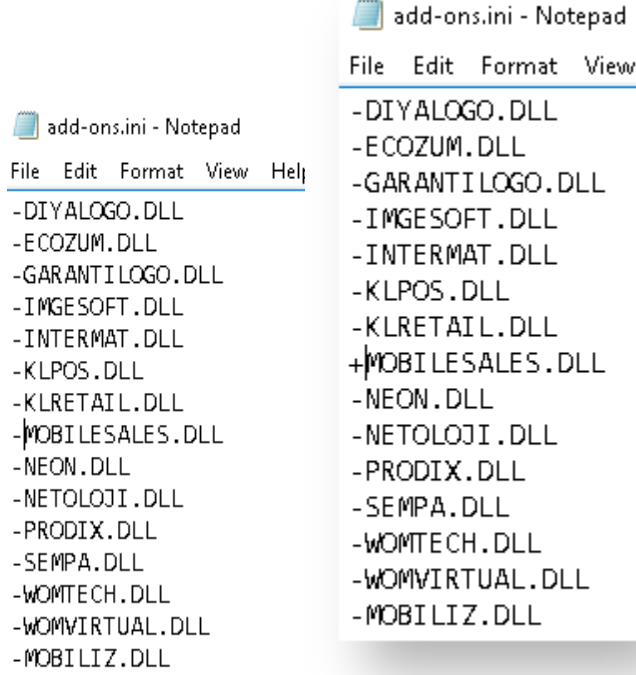 add-ons.ini - Notepad
File Edit Format View Help
-DIYALOGO.DLL
-ECOZUM.DLL
-GARANTILOGO.DLL
-IMGESOFT.DLL
-INTERMAT.DLL
-KLPOS.DLL
-KLRETAIL.DLL
-MOBILESALES.DLL
-NEON.DLL
-NETOLOJI.DLL
-PRODIX.DLL
-SEMPA.DLL
-WOMTECH.DLL
-WOMVIRTUAL.DLL
-MOBILIZ.DLL
add-ons.ini - Notepad
File Edit Format View
-DIYALOGO.DLL
-ECOZUM.DLL
-GARANTILOGO.DLL
-IMGESOFT.DLL
-INTERMAT.DLL
-KLPOS.DLL
-KLRETAIL.DLL
+MOBILESALES.DLL
-NEON.DLL
-NETOLOJI.DLL
-PRODIX.DLL
-SEMPA.DLL
-WOMTECH.DLL
-WOMVIRTUAL.DLL
-MOBILIZ.DLL